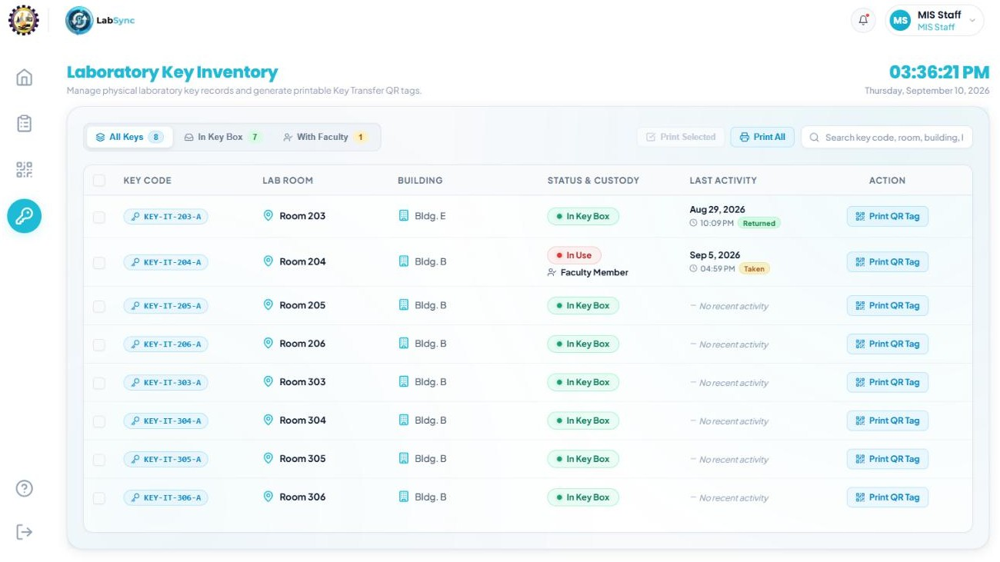 LabSync
MS MIS Staff
MIS Staff
Laboratory Key Inventory
03:36:21 PM
Manage physical laboratory key records and generate printable Key Transfer QR tags.
Thursday, September 10, 2026
All Keys 8 In Key Box 7 With Faculty 1 Print Selected Print All Search key code, room, building,
KEY CODE LAB ROOM BUILDING STATUS & CUSTODY LAST ACTIVITY ACTION
KEY-IT-203-A Room 203 Bldg. E In Key Box Aug 29, 2026 Print QR Tag
10:09 PM Returned
KEY-IT-204-A Room 204 Bldg. B In Use Sep 5, 2026 Print QR Tag
Faculty Member 04:59 PM Taken
KEY-IT-205-A Room 205 Bldg. B In Key Box – No recent activity Print QR Tag
KEY-IT-206-A Room 206 Bldg. B In Key Box – No recent activity Print QR Tag
KEY-IT-303-A Room 303 Bldg. B In Key Box – No recent activity Print QR Tag
KEY-IT-304-A Room 304 Bldg. B In Key Box – No recent activity Print QR Tag
KEY-IT-305-A Room 305 Bldg. B In Key Box – No recent activity Print QR Tag
KEY-IT-306-A Room 306 Bldg. B In Key Box – No recent activity Print QR Tag